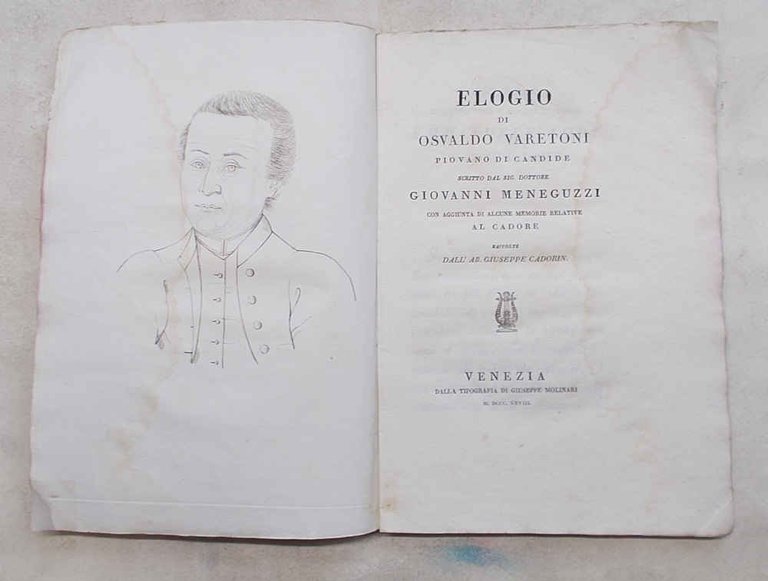 ELOGIO
DI
OSVALDO VARETONI
PIOVANO DI CANDIDE
SCRITTO DAL SIG. DOTTORE
GIOVANNI MENEGUZZI
CON AGGIUNTA DI ALCUNE MEMORIE RELATIVE
AL CADORE
RACCOLTE
DALL' AB. GIUSEPPE CADORIN.
VENEZIA
DALLA TIPOGRAFIA DI GIUSEPPE MOLINARI
M. DCCC.